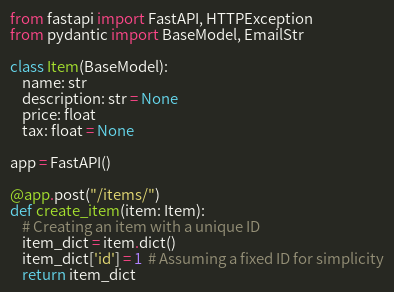 from fastapi import FastAPI, HTTPException
from pydantic import BaseModel, EmailStr

class Item(BaseModel):
    name: str
    description: str = None
    price: float
    tax: float = None

app = FastAPI()

@app.post("/items/")
def create_item(item: Item):
    # Creating an item with a unique ID
    item_dict = item.dict()
    item_dict['id'] = 1  # Assuming a fixed ID for simplicity
    return item_dict